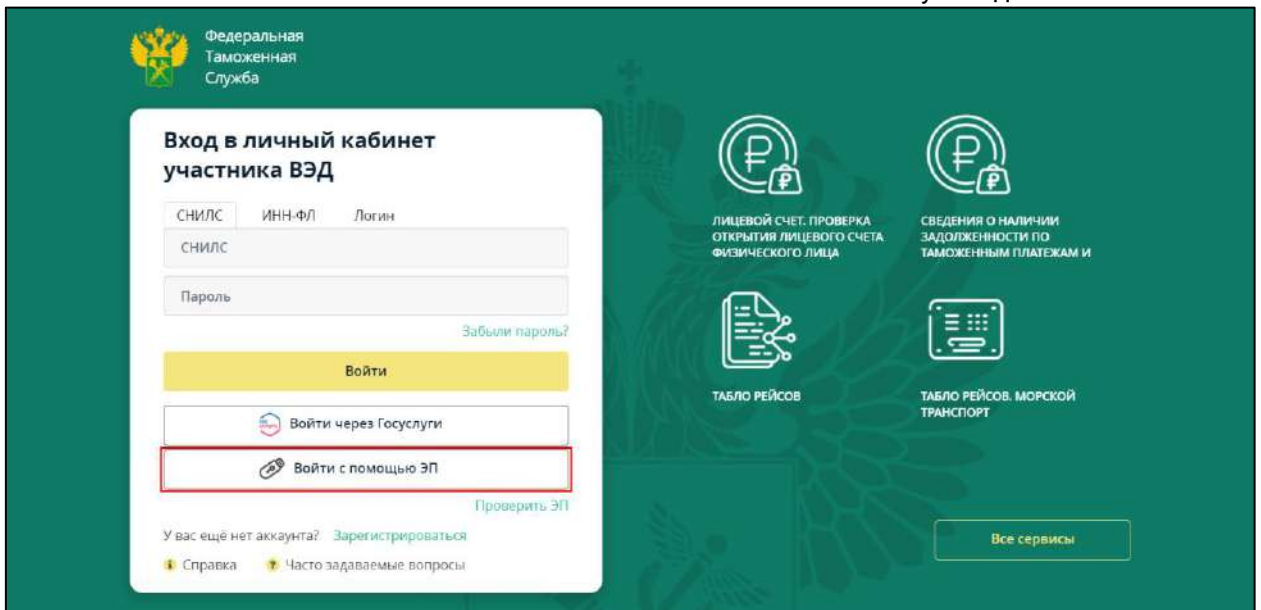 Федеральная
Таможенная
Служба
Вход в личный кабинет
участника ВЭД
СНИЛС ИНН-ФЛ Логин
СНИЛС
Пароль
Забыли пароль?
Войти
Войти через Госуслуги
Войти с помощью ЭП
Проверить ЭП
У вас ещё нет аккаунта? Зарегистрироваться
Справка Часто задаваемые вопросы
ЛИЦЕВОЙ СЧЕТ. ПРОВЕРКА
ОТКРЫТИЯ ЛИЦЕВОГО СЧЕТА
ФИЗИЧЕСКОГО ЛИЦА
СВЕДЕНИЯ О НАЛИЧИИ
ЗАДОЛЖЕННОСТИ ПО
ТАМОЖЕННЫМ ПЛАТЕЖАМ И
ТАБЛО РЕЙСОВ
ТАБЛО РЕЙСОВ. МОРСКОЙ
ТРАНСПОРТ
Все сервисы